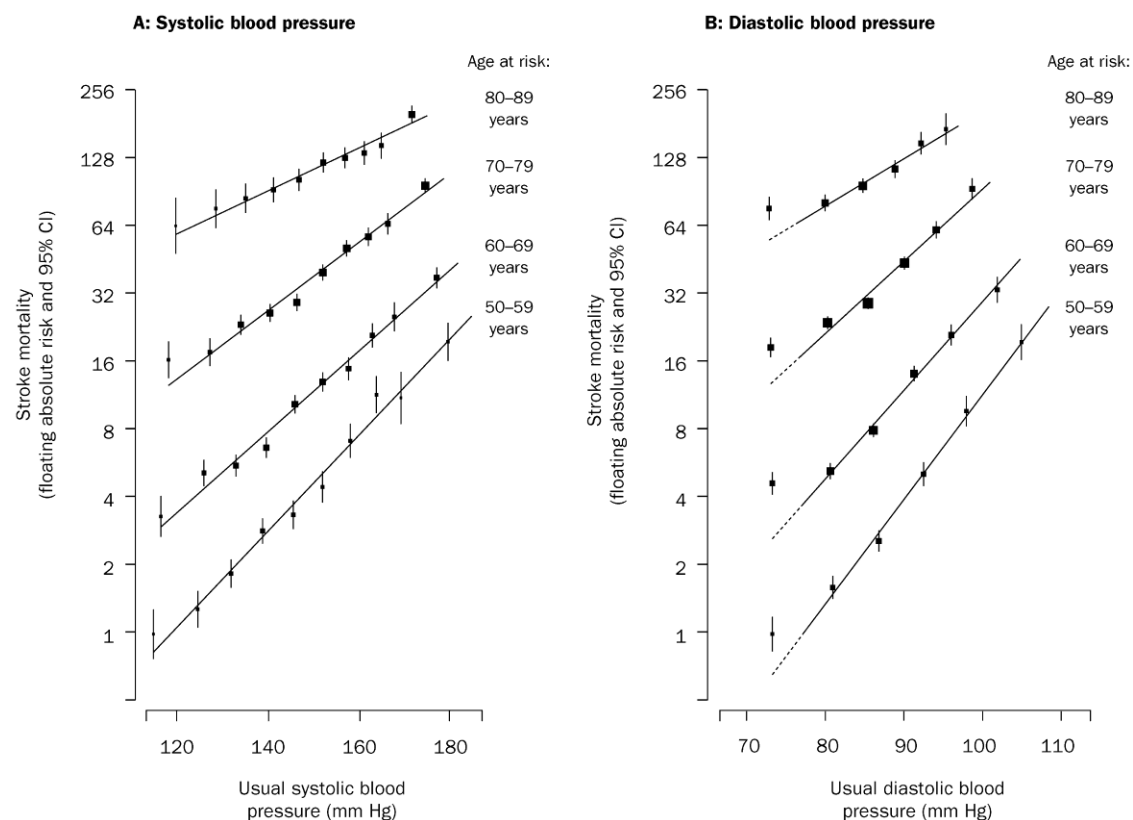 A: Systolic blood pressure
Age at risk:
80–89
years
70–79
years
60–69
years
50–59
years
256
128
64
32
16
8
4
2
1
Stroke mortality
(floating absolute risk and 95% CI)
120
140
160
180
Usual systolic blood
pressure (mm Hg)
B: Diastolic blood pressure
Age at risk:
80–89
years
70–79
years
60–69
years
50–59
years
256
128
64
32
16
8
4
2
1
Stroke mortality
(floating absolute risk and 95% CI)
70
80
90
100
110
Usual diastolic blood
pressure (mm Hg)